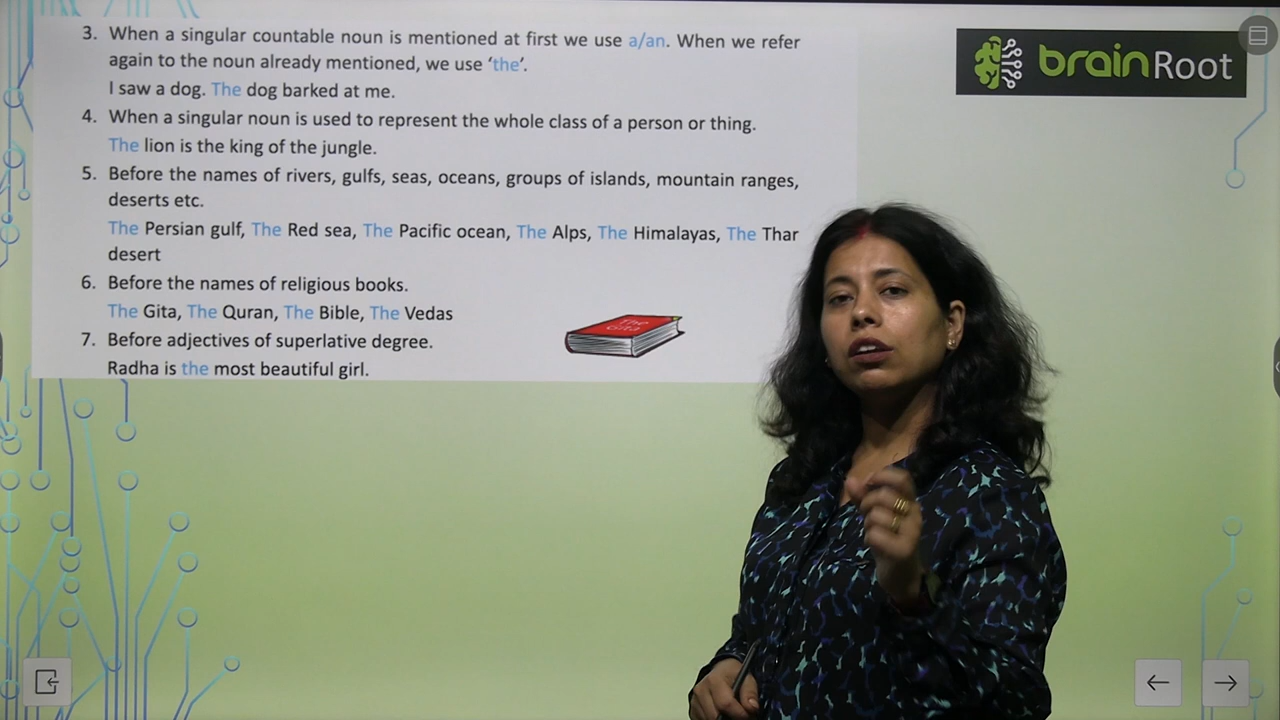 3. When a singular countable noun is mentioned at first we use a/an. When we refer
again to the noun already mentioned, we use ‘the’.
I saw a dog. The dog barked at me.
4. When a singular noun is used to represent the whole class of a person or thing.
The lion is the king of the jungle.
5. Before the names of rivers, gulfs, seas, oceans, groups of islands, mountain ranges,
deserts etc.
The Persian gulf, The Red sea, The Pacific ocean, The Alps, The Himalayas, The Thar
desert
6. Before the names of religious books.
The Gita, The Quran, The Bible, The Vedas
7. Before adjectives of superlative degree.
Radha is the most beautiful girl.
The
Gita
brainRoot